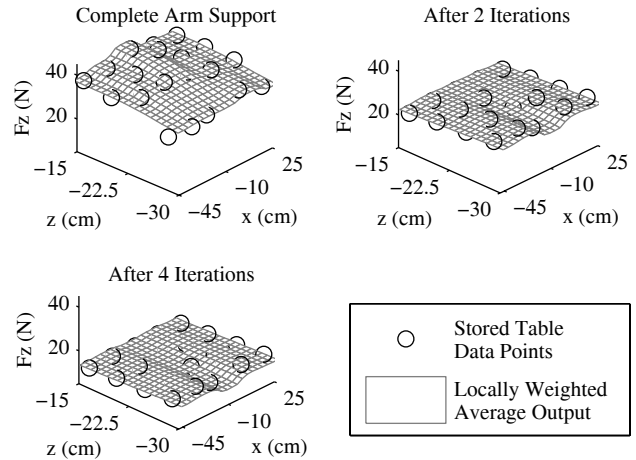 Complete Arm Support
40
20
Fz (N)
−15
−22.5
−30
z (cm)
−45
−10
25
x (cm)
After 2 Iterations
40
20
Fz (N)
−15
−22.5
−30
z (cm)
−45
−10
25
x (cm)
After 4 Iterations
40
20
Fz (N)
−15
−22.5
−30
z (cm)
−45
−10
25
x (cm)
Stored Table
Data Points
Locally Weighted
Average Output